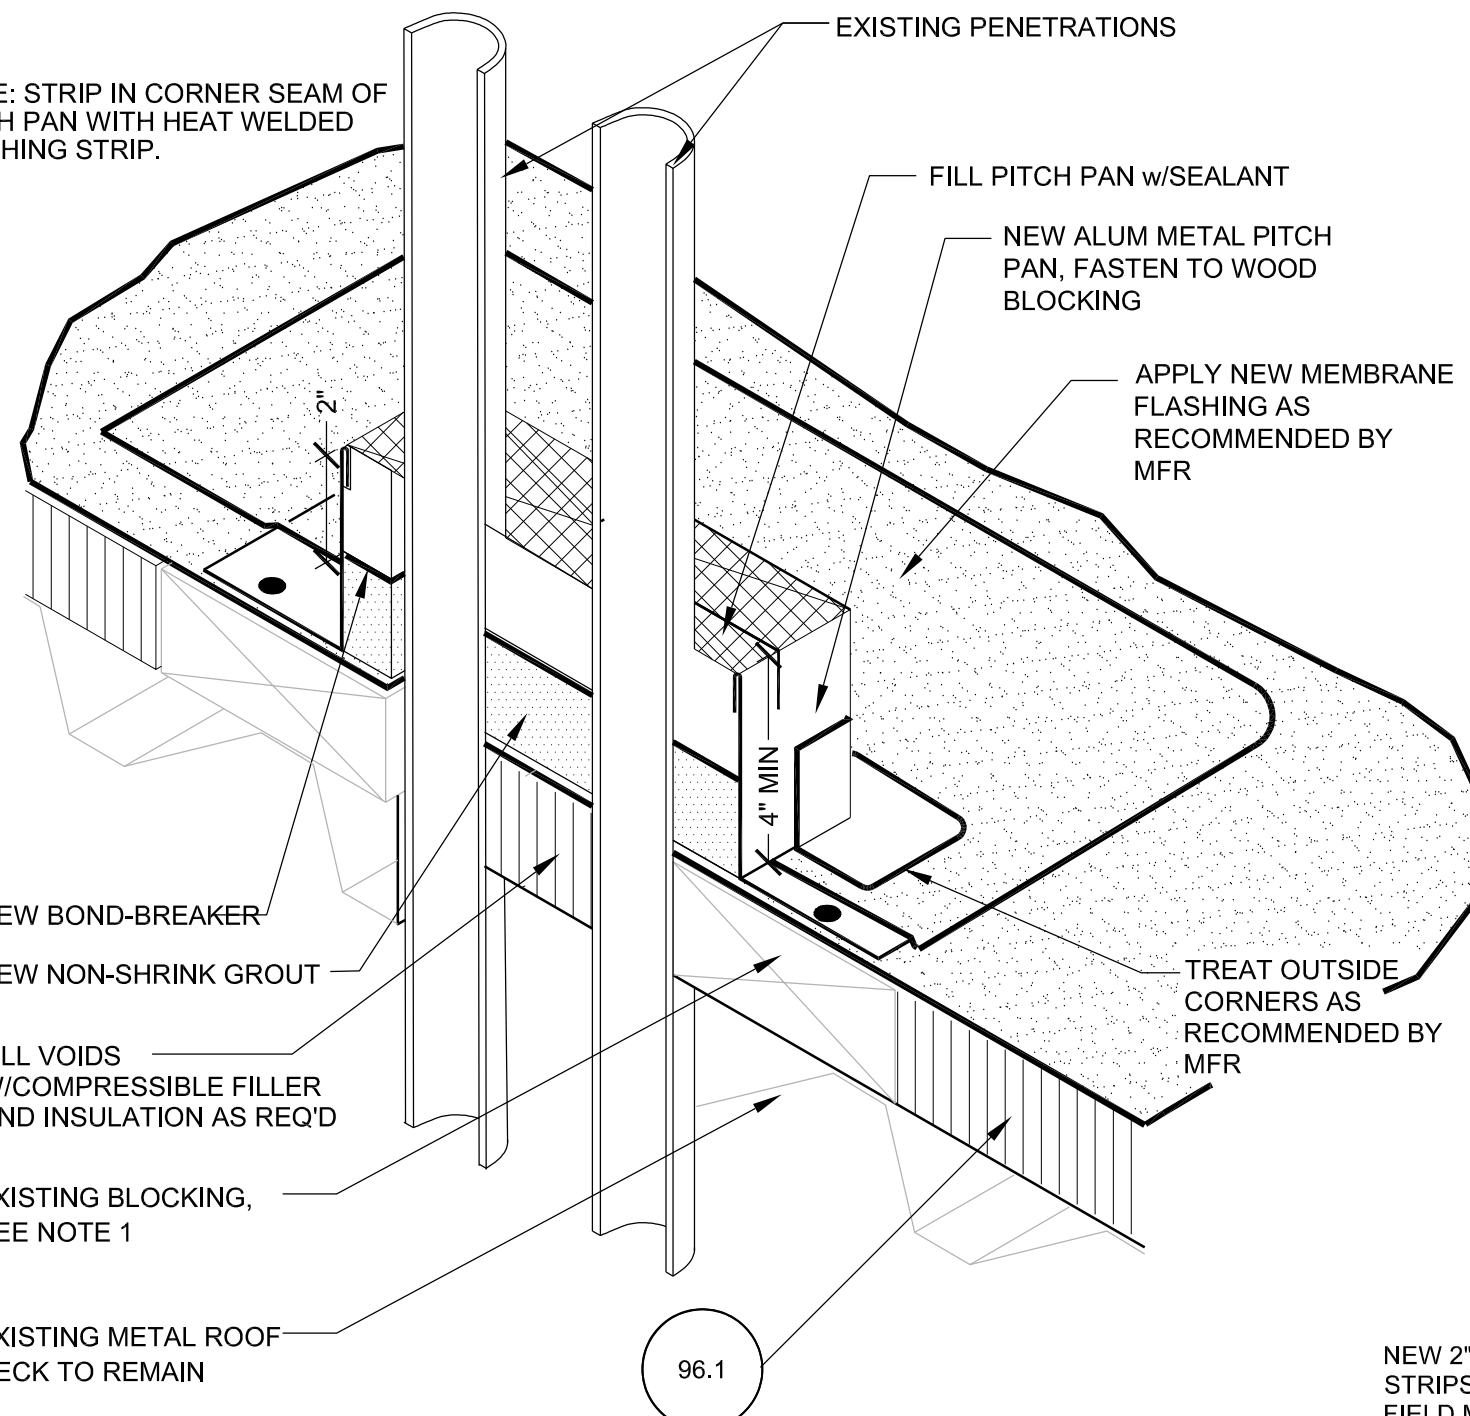 EXISTING PENETRATIONS
E: STRIP IN CORNER SEAM OF
H PAN WITH HEAT WELDED
HING STRIP.
FILL PITCH PAN w/SEALANT
NEW ALUM METAL PITCH
PAN, FASTEN TO WOOD
BLOCKING
APPLY NEW MEMBRANE
FLASHING AS
RECOMMENDED BY
MFR
2"
4" MIN
EW BOND-BREAKER
EW NON-SHRINK GROUT
TREAT OUTSIDE
CORNERS AS
RECOMMENDED BY
MFR
LL VOIDS
/COMPRESSIBLE FILLER
ND INSULATION AS REQ'D
XISTING BLOCKING,
EE NOTE 1
XISTING METAL ROOF
ECK TO REMAIN
96.1
NEW 2"
STRIPS
FIELD M